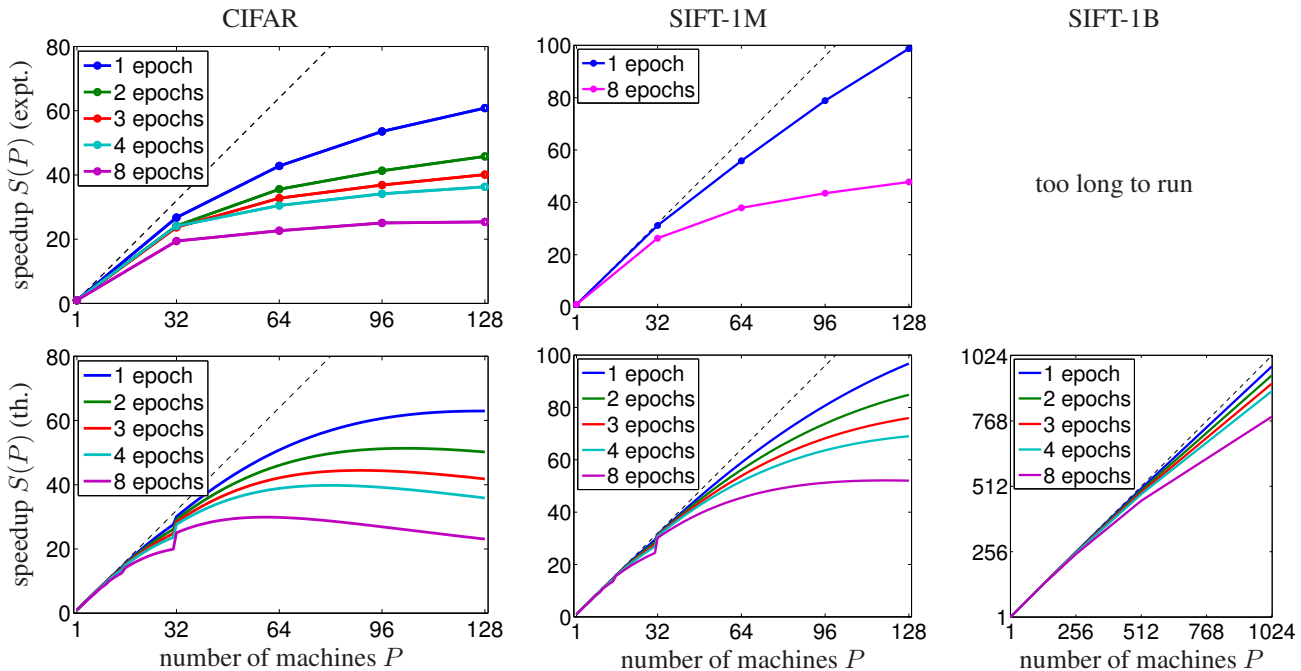 CIFAR
SIFT-1M
SIFT-1B
speedup S(P) (expt.)
80
60
40
20
0
1 epoch
2 epochs
3 epochs
4 epochs
8 epochs
1 32 64 96 128
100
80
60
40
20
0
1 epoch
8 epochs
1 32 64 96 128
too long to run
speedup S(P) (th.)
80
60
40
20
0
1 epoch
2 epochs
3 epochs
4 epochs
8 epochs
1 32 64 96 128
number of machines P
100
80
60
40
20
0
1 epoch
2 epochs
3 epochs
4 epochs
8 epochs
1 32 64 96 128
number of machines P
1024
768
512
256
1
1 epoch
2 epochs
3 epochs
4 epochs
8 epochs
1 256 512 768 1024
number of machines P